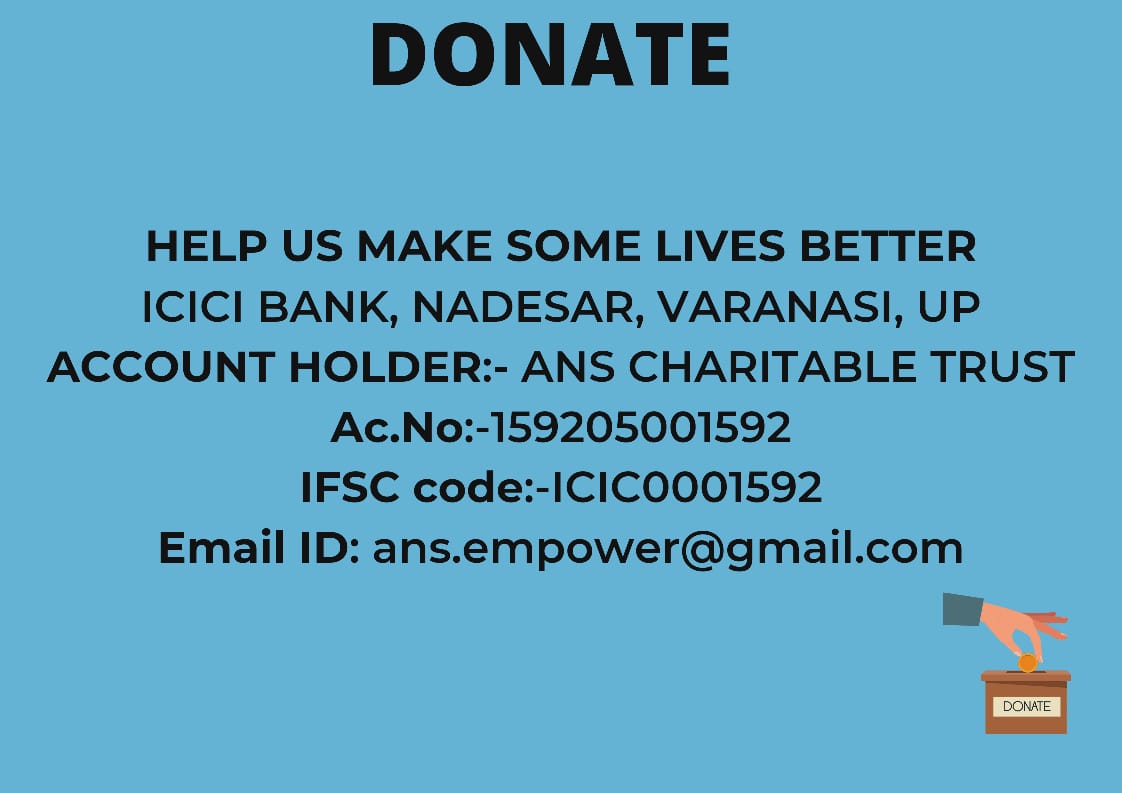 DONATE
HELP US MAKE SOME LIVES BETTER
ICICI BANK, NADESAR, VARANASI, UP
ACCOUNT HOLDER:- ANS CHARITABLE TRUST
Ac.No:-159205001592
IFSC code:-ICIC0001592
Email ID: ans.empower@gmail.com
DONATE